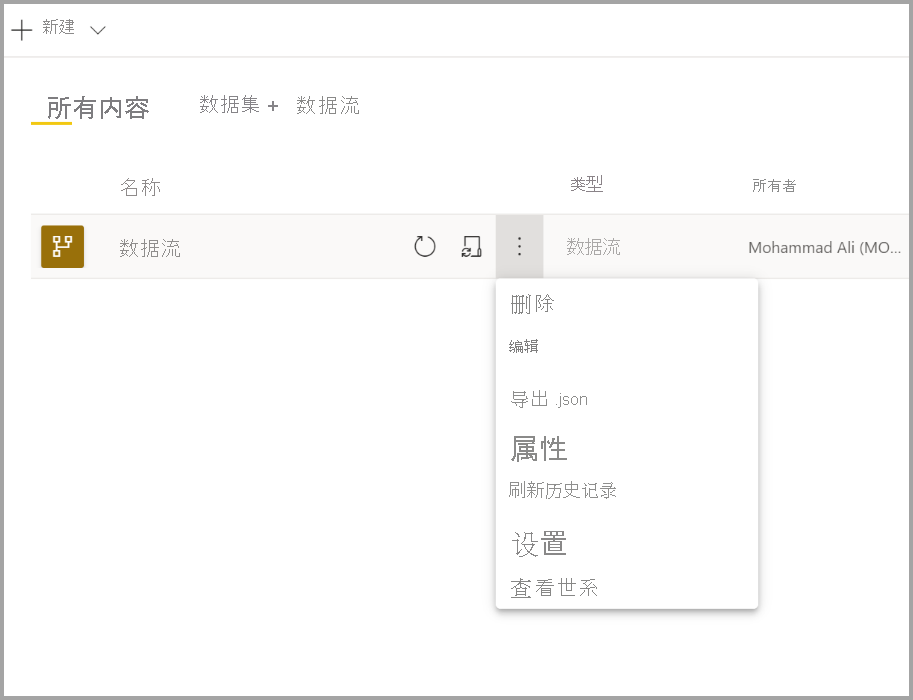 新建
所有内容 数据集 + 数据流
名称 类型 所有者
数据流 数据流 Mohammad Ali (MO...
删除
编辑
导出 .json
属性
刷新历史记录
设置
查看世系